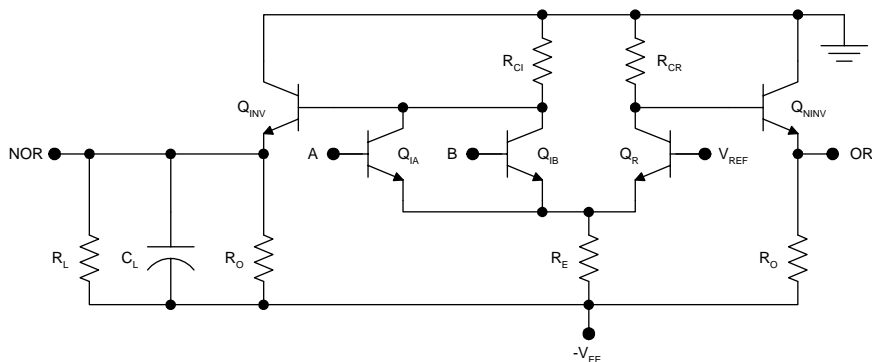 R_CI
R_CR
Q_INV
Q_NINV
NOR
A
Q_IA
B
Q_IB
Q_R
V_REF
OR
R_L
C_L
R_O
R_E
R_O
-V_EE